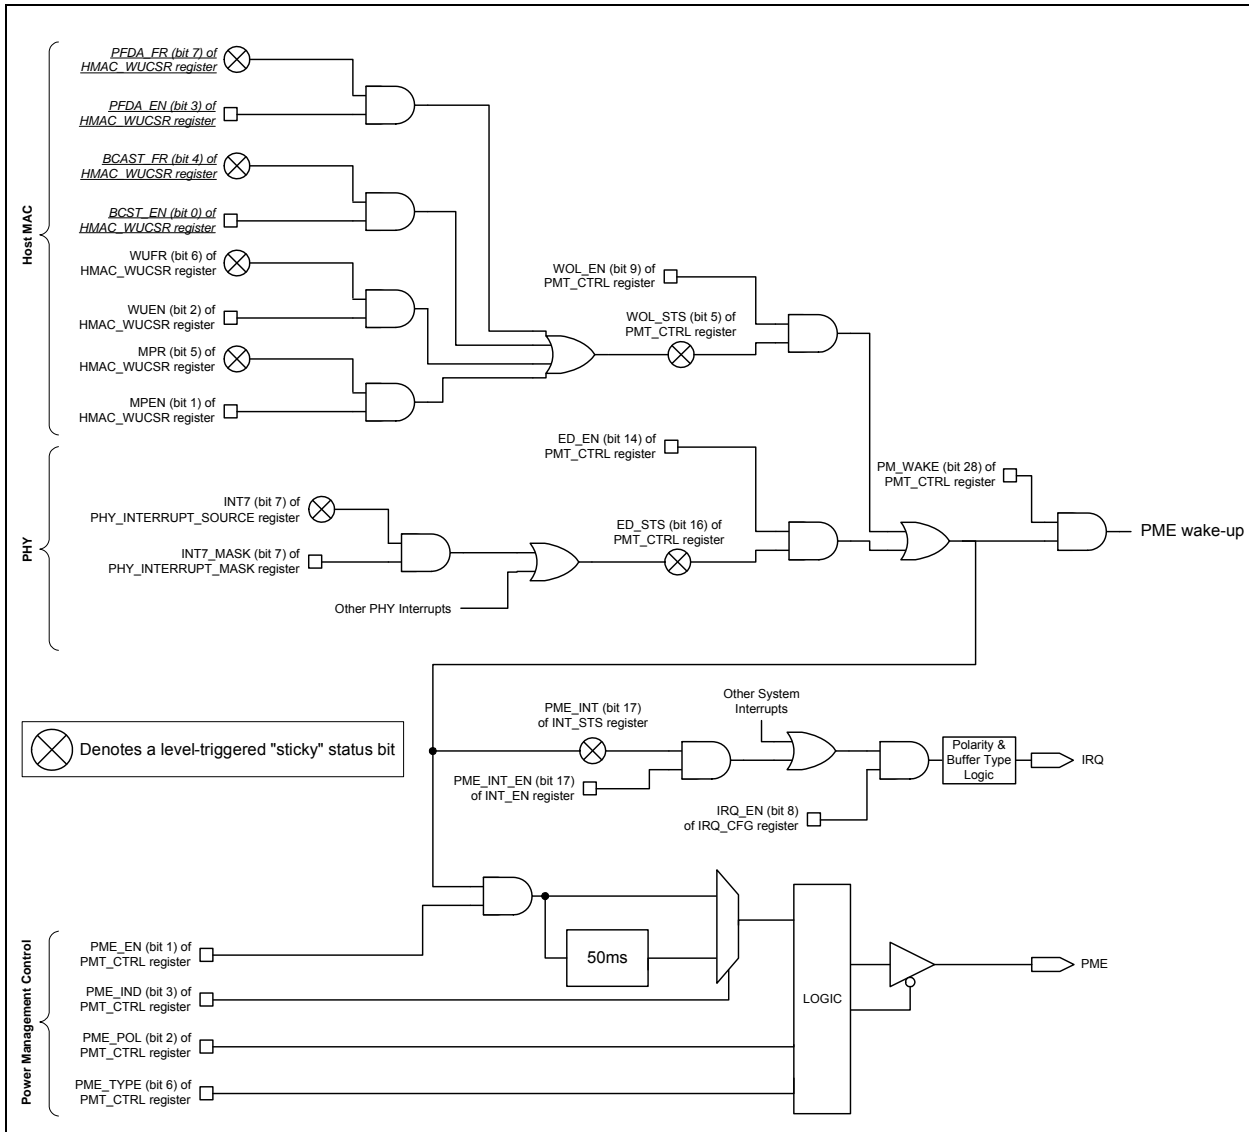 Host MAC
PFDA_FR (bit 7) of
HMAC_WUCSR register
PFDA_EN (bit 3) of
HMAC_WUCSR register
BCAST_FR (bit 4) of
HMAC_WUCSR register
BCST_EN (bit 0) of
HMAC_WUCSR register
WUFR (bit 6) of
HMAC_WUCSR register
WUEN (bit 2) of
HMAC_WUCSR register
MPR (bit 5) of
HMAC_WUCSR register
MPEN (bit 1) of
HMAC_WUCSR register
WOL_EN (bit 9) of
PMT_CTRL register
WOL_STS (bit 5) of
PMT_CTRL register
PHY
INT7 (bit 7) of
PHY_INTERRUPT_SOURCE register
INT7_MASK (bit 7) of
PHY_INTERRUPT_MASK register
Other PHY Interrupts
ED_EN (bit 14) of
PMT_CTRL register
ED_STS (bit 16) of
PMT_CTRL register
PM_WAKE (bit 28) of
PMT_CTRL register
PME wake-up
Denotes a level-triggered "sticky" status bit
PME_INT (bit 17)
of INT_STS register
PME_INT_EN (bit 17)
of INT_EN register
Other System
Interrupts
IRQ_EN (bit 8)
of IRQ_CFG register
Polarity &
Buffer Type
Logic
IRQ
Power Management Control
PME_EN (bit 1) of
PMT_CTRL register
PME_IND (bit 3) of
PMT_CTRL register
PME_POL (bit 2) of
PMT_CTRL register
PME_TYPE (bit 6) of
PMT_CTRL register
50ms
LOGIC
PME